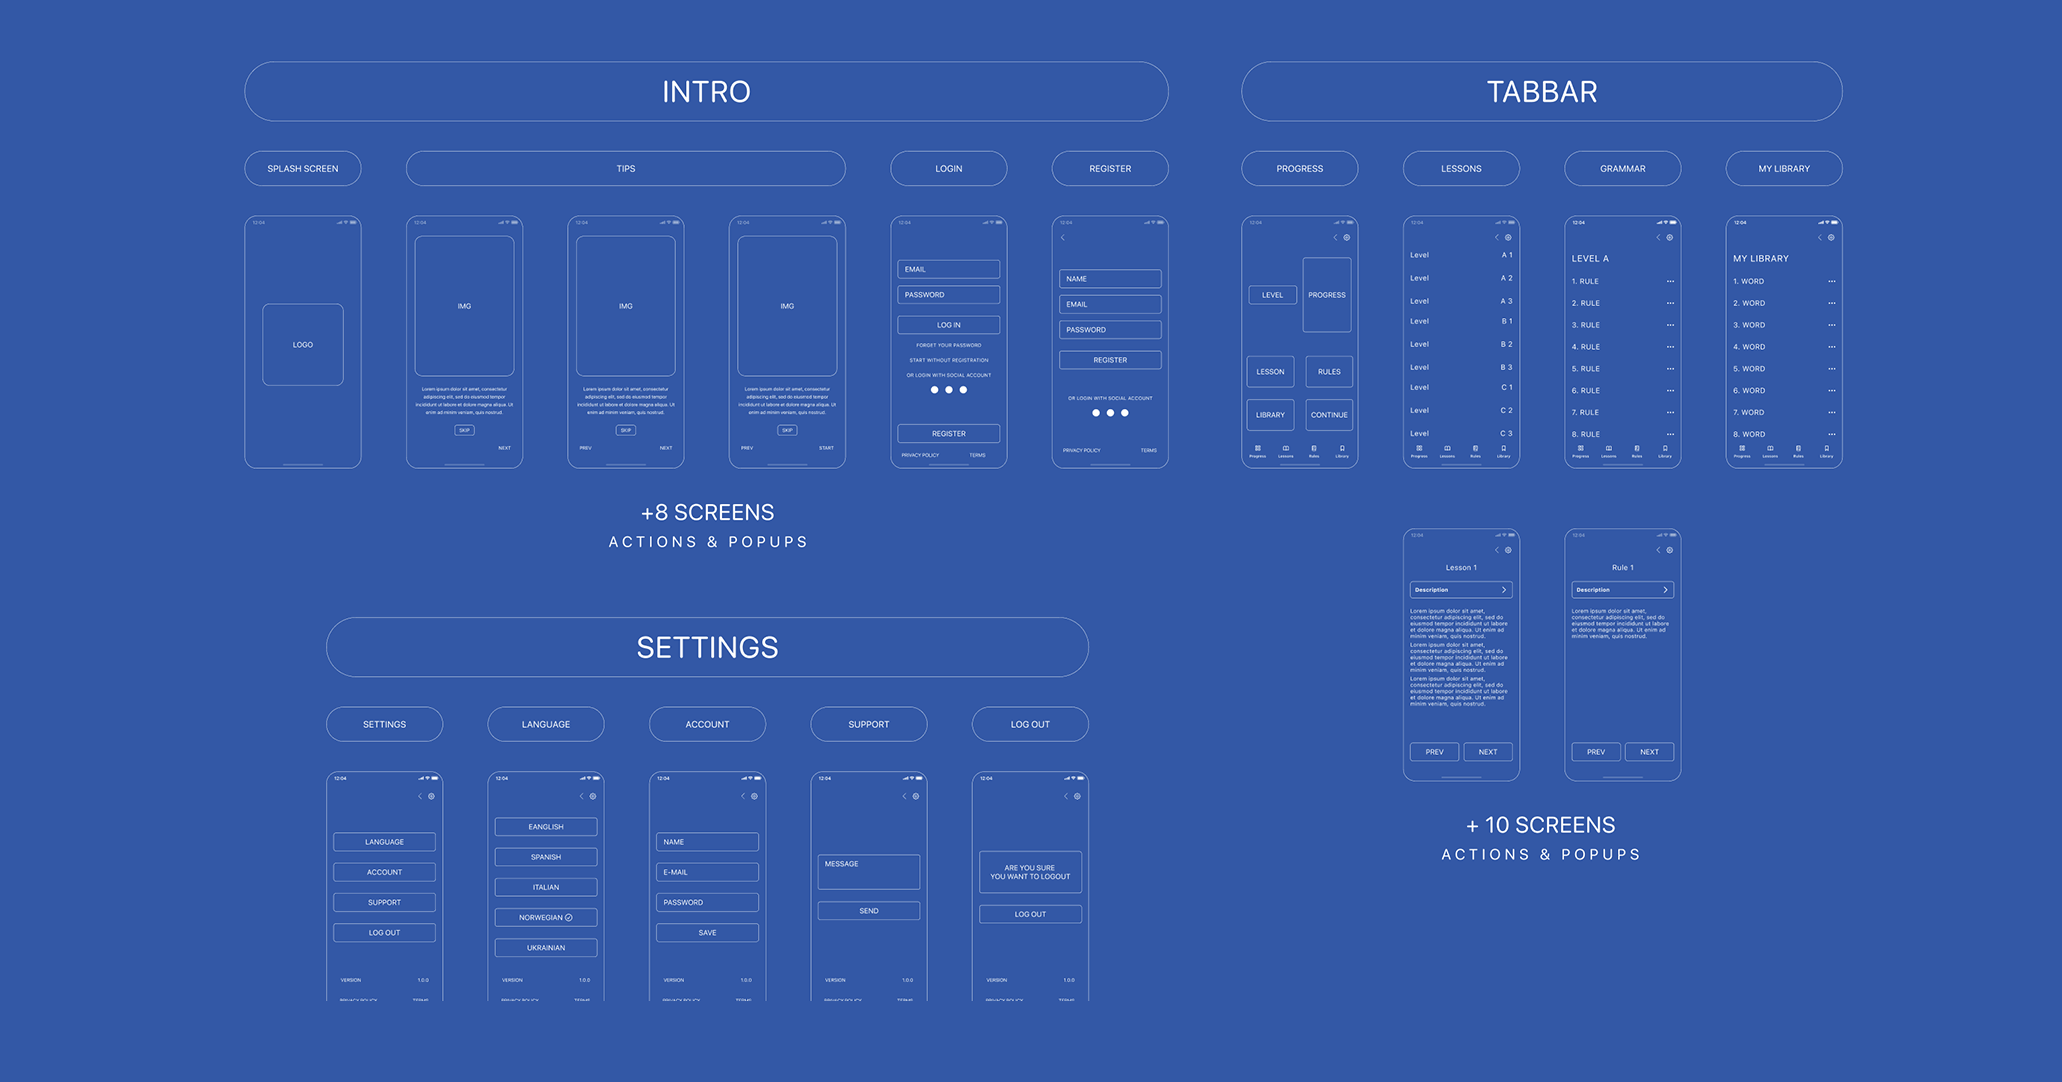 INTRO
SPLASH SCREEN
TIPS
LOGIN
REGISTER
12:04
LOGO
12:04
IMG
Lorem ipsum dolor sit amet, consectetur
adipiscing elit, sed do eiusmod tempor
incididunt ut labore et dolore magna aliqua. Ut
enim ad minim veniam, quis nostrud.
SKIP
NEXT
12:04
IMG
Lorem ipsum dolor sit amet, consectetur
adipiscing elit, sed do eiusmod tempor
incididunt ut labore et dolore magna aliqua. Ut
enim ad minim veniam, quis nostrud.
SKIP
PREV NEXT
12:04
IMG
Lorem ipsum dolor sit amet, consectetur
adipiscing elit, sed do eiusmod tempor
incididunt ut labore et dolore magna aliqua. Ut
enim ad minim veniam, quis nostrud.
SKIP
PREV START
12:04
EMAIL
PASSWORD
LOG IN
FORGET YOUR PASSWORD
START WITHOUT REGISTRATION
OR LOGIN WITH SOCIAL ACCOUNT
REGISTER
PRIVACY POLICY TERMS
12:04
NAME
EMAIL
PASSWORD
REGISTER
OR LOGIN WITH SOCIAL ACCOUNT
PRIVACY POLICY TERMS
+8 SCREENS
ACTIONS & POPUPS
TABBAR
PROGRESS
LESSONS
GRAMMAR
MY LIBRARY
12:04
LEVEL
PROGRESS
LESSON RULES
LIBRARY CONTINUE
Progress Lessons Rules Library
12:04
Level A 1
Level A 2
Level A 3
Level B 1
Level B 2
Level B 3
Level C 1
Level C 2
Level C 3
Progress Lessons Rules Library
12:04
LEVEL A
1. RULE
2. RULE
3. RULE
4. RULE
5. RULE
6. RULE
7. RULE
8. RULE
Progress Lessons Rules Library
12:04
MY LIBRARY
1. WORD
2. WORD
3. WORD
4. WORD
5. WORD
6. WORD
7. WORD
8. WORD
Progress Lessons Rules Library
12:04
Lesson 1
Description
Lorem ipsum dolor sit amet,
consectetur adipiscing elit, sed do
eiusmod tempor incididunt ut labore
et dolore magna aliqua. Ut enim ad
minim veniam, quis nostrud.
Lorem ipsum dolor sit amet,
consectetur adipiscing elit, sed do
eiusmod tempor incididunt ut labore
et dolore magna aliqua. Ut enim ad
minim veniam, quis nostrud.
Lorem ipsum dolor sit amet,
consectetur adipiscing elit, sed do
eiusmod tempor incididunt ut labore
et dolore magna aliqua. Ut enim ad
minim veniam, quis nostrud.
PREV NEXT
12:04
Rule 1
Description
Lorem ipsum dolor sit amet,
consectetur adipiscing elit, sed do
eiusmod tempor incididunt ut labore
et dolore magna aliqua. Ut enim ad
minim veniam, quis nostrud.
PREV NEXT
+ 10 SCREENS
ACTIONS & POPUPS
SETTINGS
SETTINGS
LANGUAGE
ACCOUNT
SUPPORT
LOG OUT
12:04
LANGUAGE
ACCOUNT
SUPPORT
LOG OUT
VERSION 1.0.0
PRIVACY POLICY TERMS
12:04
EANGLISH
SPANISH
ITALIAN
NORWEGIAN
UKRAINIAN
VERSION 1.0.0
PRIVACY POLICY TERMS
12:04
NAME
E-MAIL
PASSWORD
SAVE
VERSION 1.0.0
PRIVACY POLICY TERMS
12:04
MESSAGE
SEND
VERSION 1.0.0
PRIVACY POLICY TERMS
12:04
ARE YOU SURE
YOU WANT TO LOGOUT
LOG OUT
VERSION 1.0.0
PRIVACY POLICY TERMS